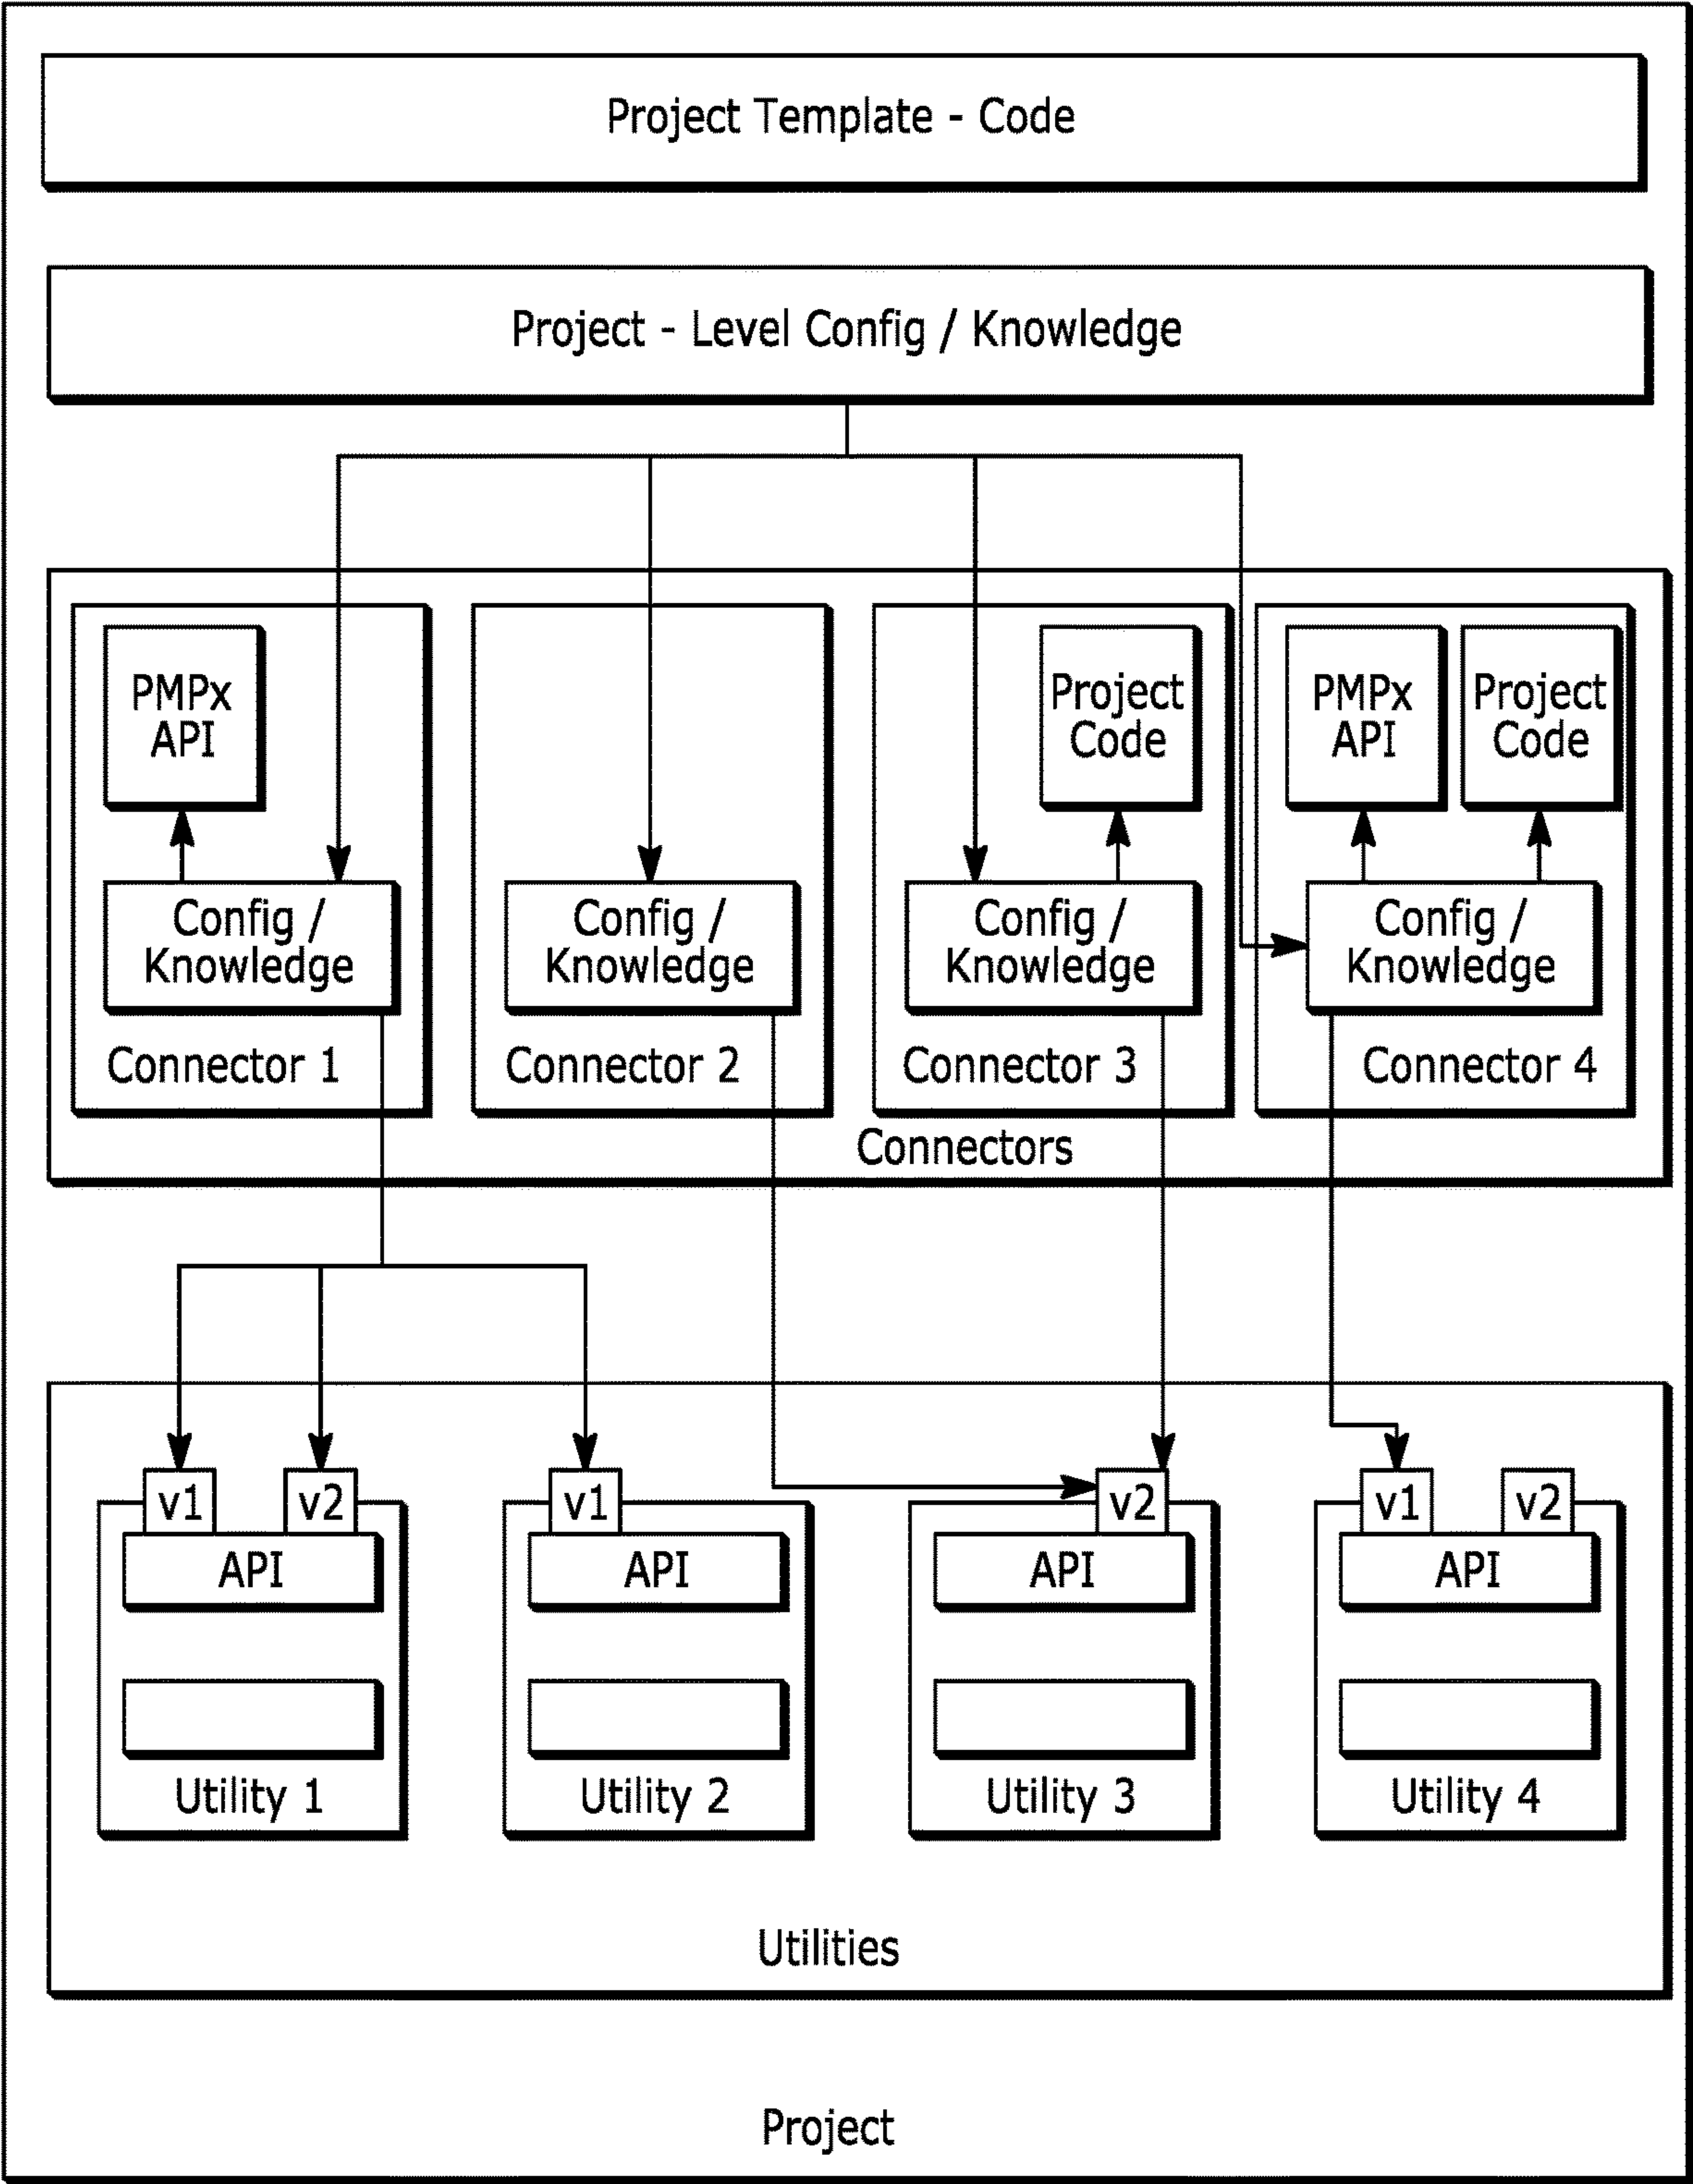 Project Template - Code
Project - Level Config / Knowledge
PMPx
API
Project
Code
PMPx
API
Project
Code
Config /
Knowledge
Config /
Knowledge
Config /
Knowledge
Config /
Knowledge
Connector 1
Connector 2
Connector 3
Connector 4
Connectors
v1
v2
v1
v2
v1
v2
API
API
API
API
Utility 1
Utility 2
Utility 3
Utility 4
Utilities
Project